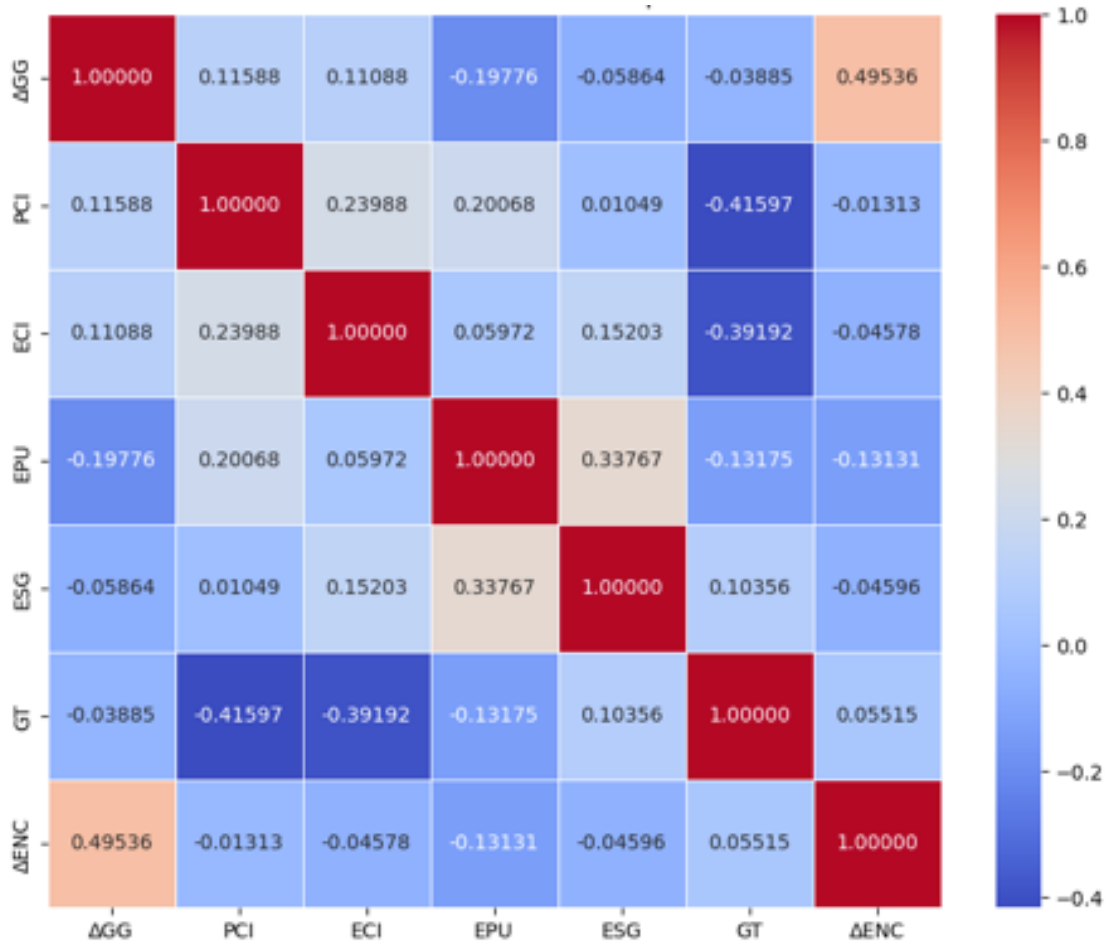 1.0
ΔGG 1.00000 0.11588 0.11088 -0.19776 -0.05864 -0.03885 0.49536
0.8
PCI 0.11588 1.00000 0.23988 0.20068 0.01049 -0.41597 -0.01313
0.6
ECI 0.11088 0.23988 1.00000 0.05972 0.15203 -0.39192 -0.04578
0.4
EPU -0.19776 0.20068 0.05972 1.00000 0.33767 -0.13175 -0.13131
0.2
ESG -0.05864 0.01049 0.15203 0.33767 1.00000 0.10356 -0.04596
0.0
GT -0.03885 -0.41597 -0.39192 -0.13175 0.10356 1.00000 0.05515
-0.2
ΔENC 0.49536 -0.01313 -0.04578 -0.13131 -0.04596 0.05515 1.00000
-0.4
ΔGG PCI ECI EPU ESG GT ΔENC